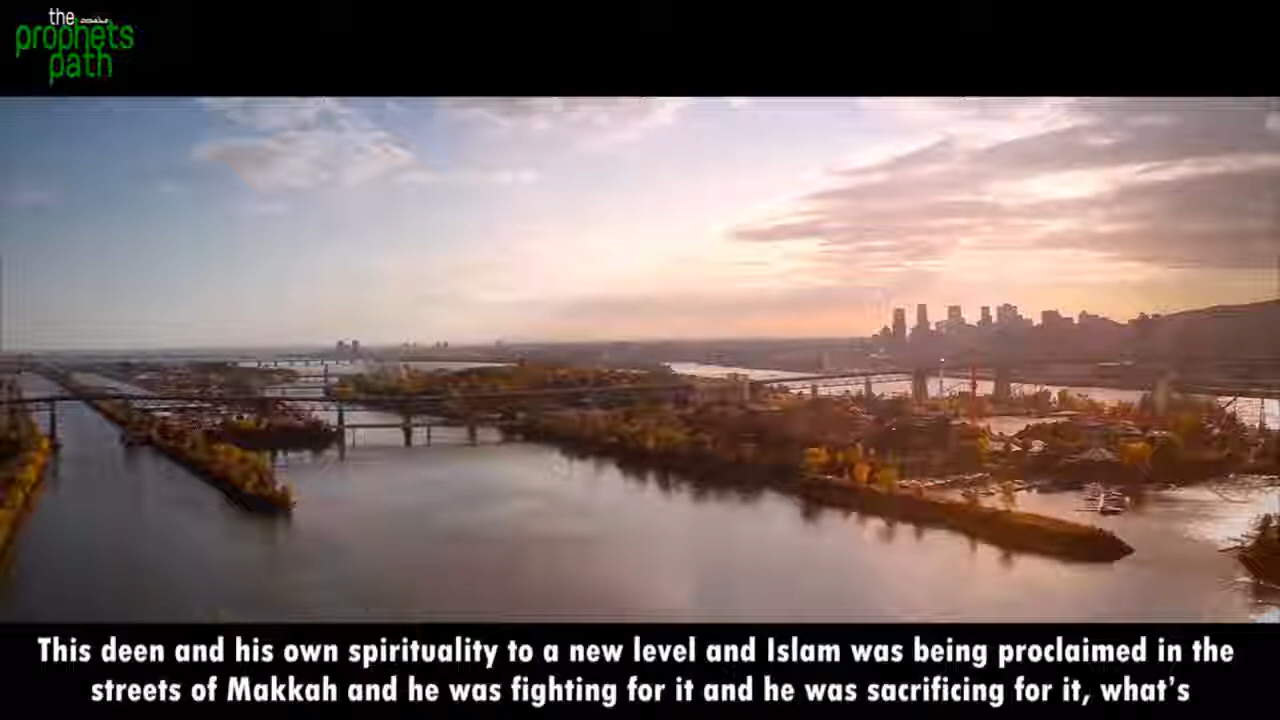 the
prophets
path
This deen and his own spirituality to a new level and Islam was being proclaimed in the
streets of Makkah and he was fighting for it and he was sacrificing for it, what's